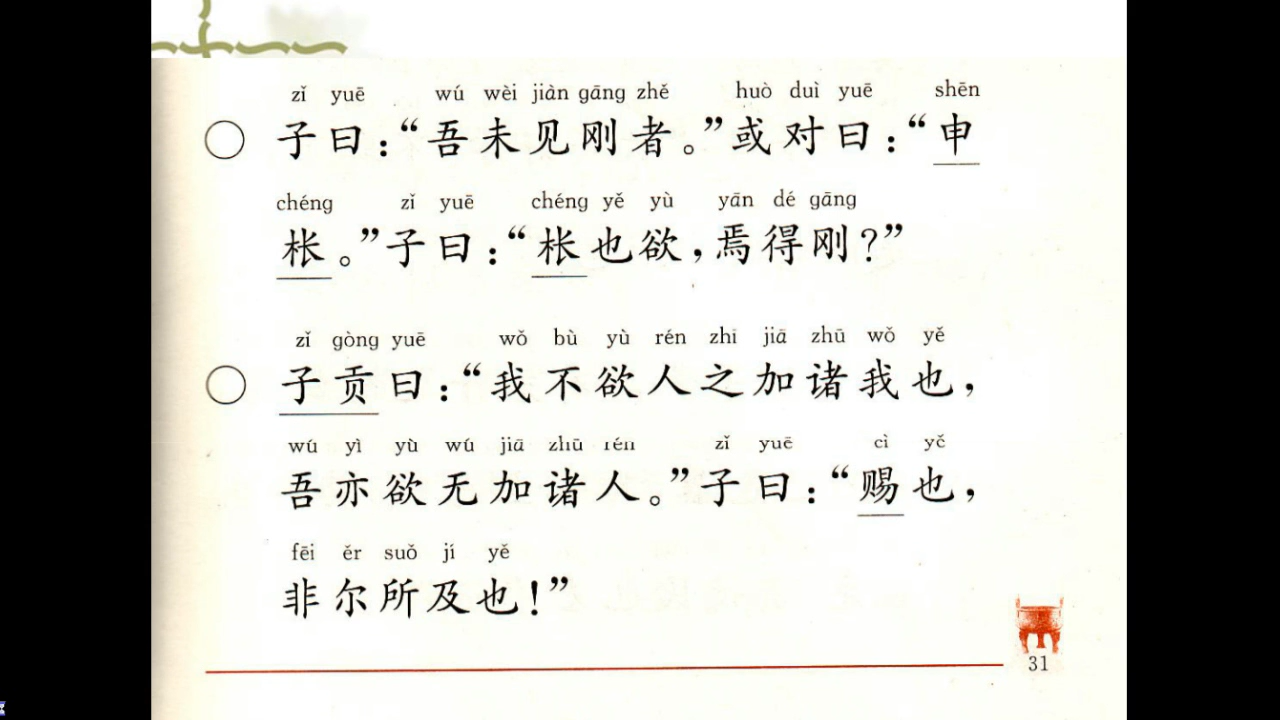 zǐ yuē wú wèi jiàn gāng zhě huò duì yuē shēn
○ 子曰：“吾未见刚者。”或对曰：“申
chéng zǐ yuē chéng yě yù yān dé gāng
枨。”子曰：“枨也欲，焉得刚？”
zǐ gòng yuē wǒ bù yù rén zhī jiā zhū wǒ yě
○ 子贡曰：“我不欲人之加诸我也，
wú yì yù wú jiā zhū rén zǐ yuē cì yě
吾亦欲无加诸人。”子曰：“赐也，
fēi ěr suǒ jí yě
非尔所及也！”
31